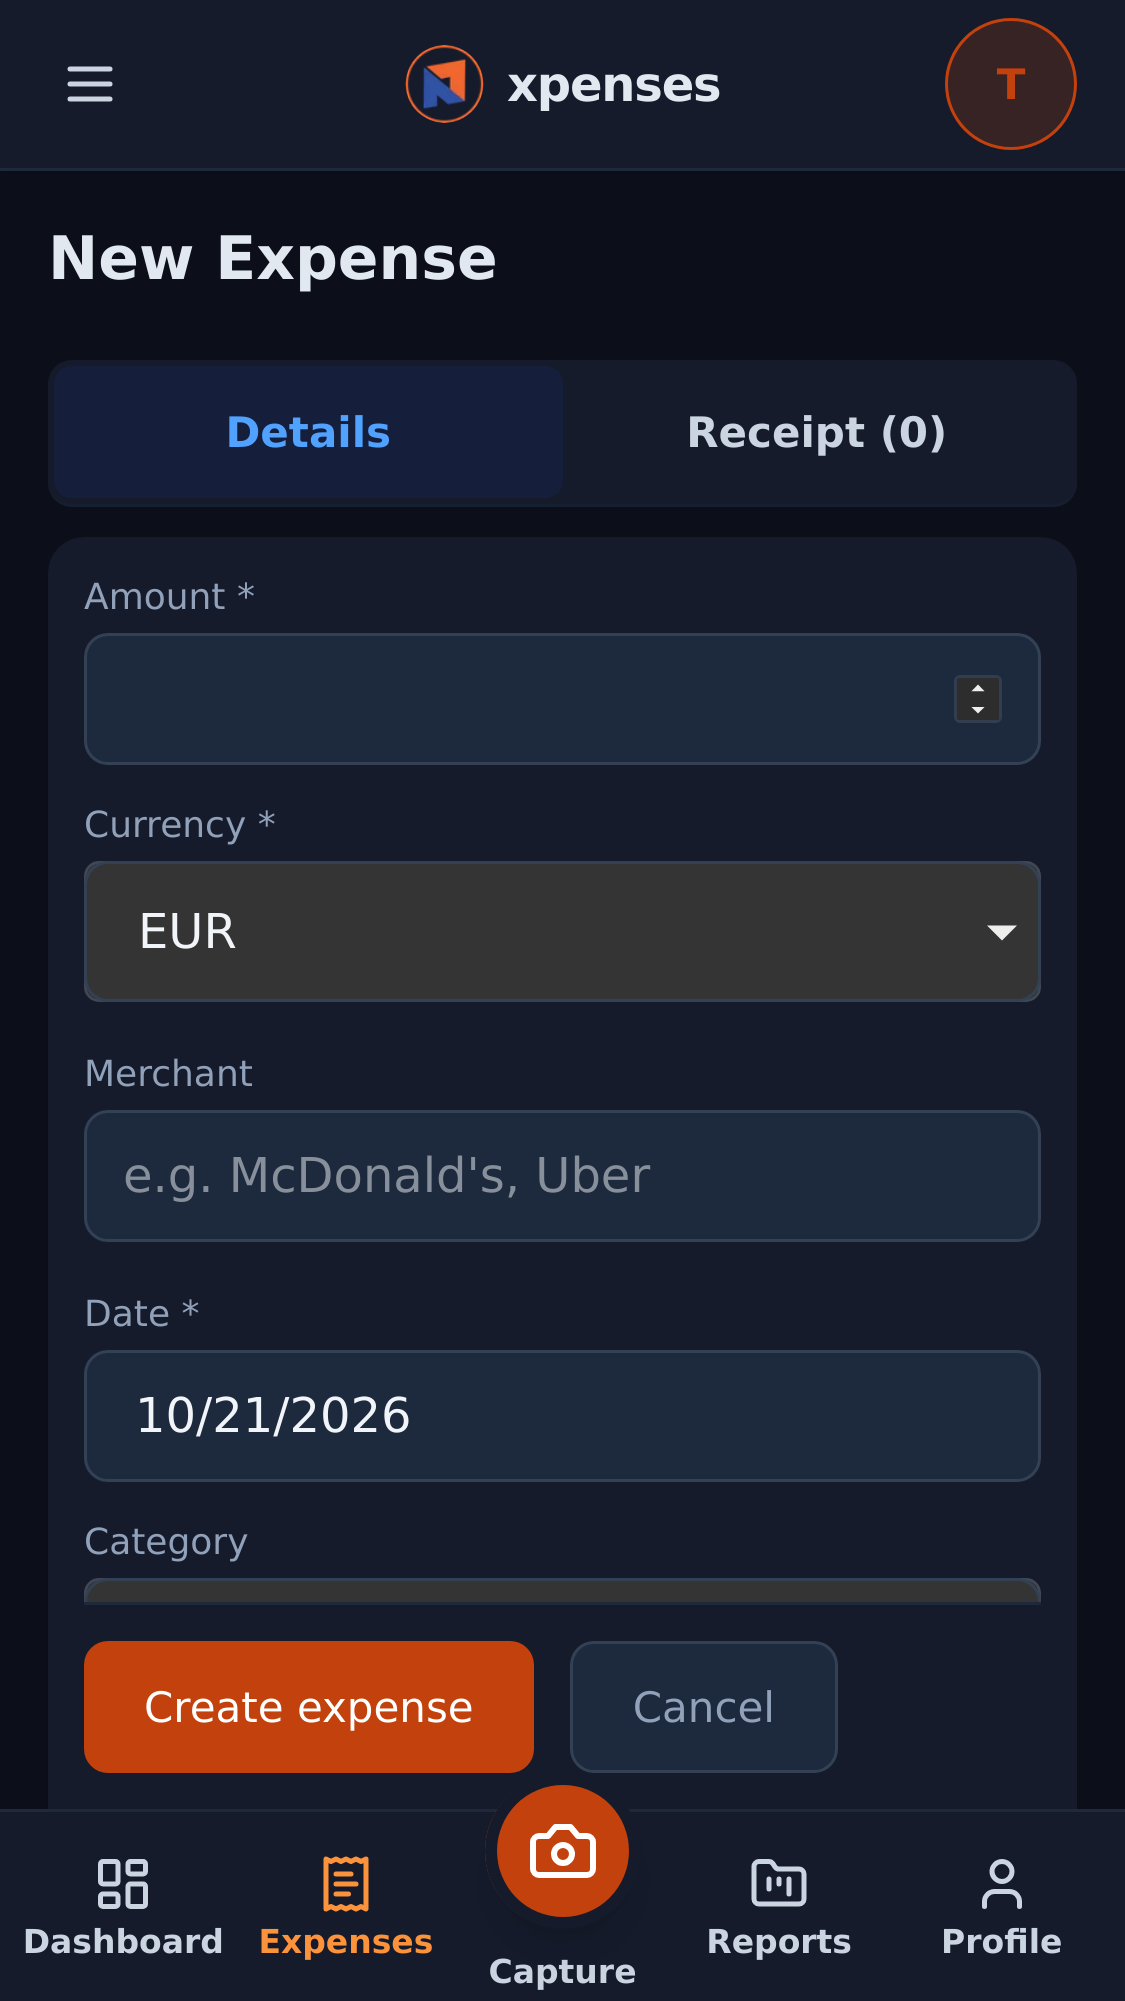 xpenses
T
New Expense
Details
Receipt (0)
Amount *
Currency *
EUR
Merchant
e.g. McDonald's, Uber
Date *
10/21/2026
Category
Create expense
Cancel
Dashboard
Expenses
Capture
Reports
Profile